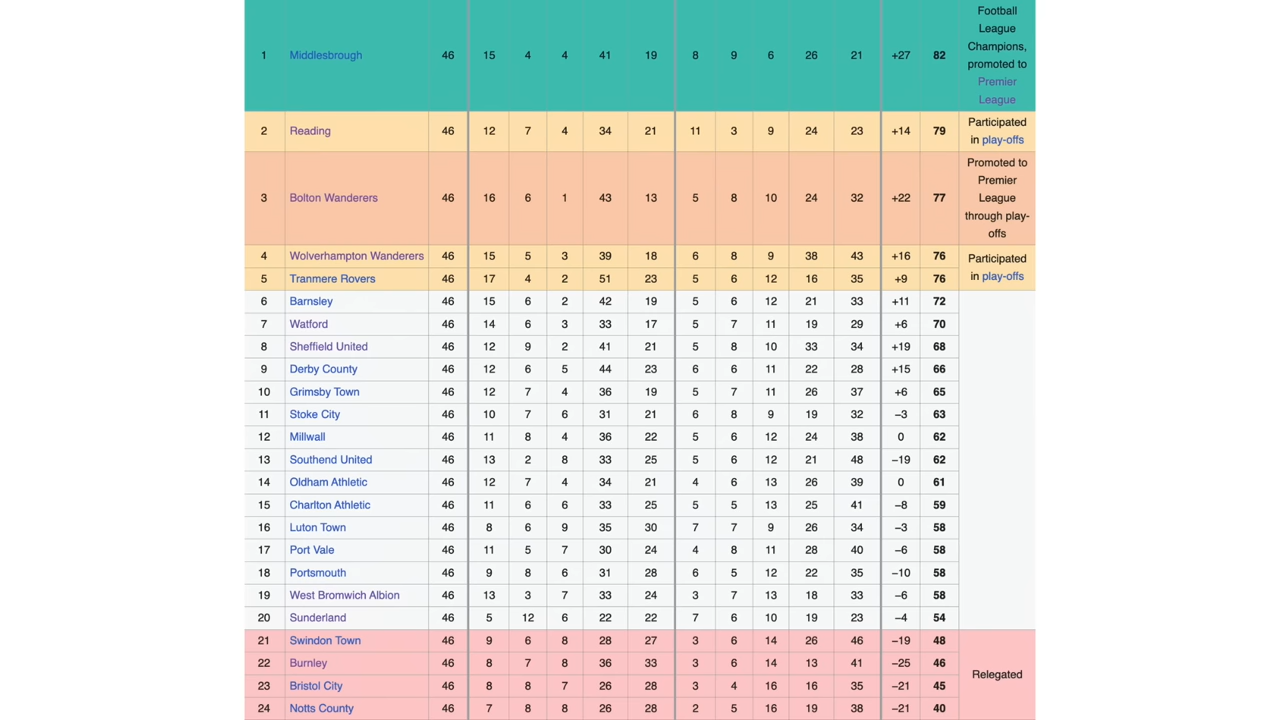 1 Middlesbrough 46 15 4 4 41 19 8 9 6 26 21 +27 82 Football League Champions, promoted to Premier League
2 Reading 46 12 7 4 34 21 11 3 9 24 23 +14 79 Participated in play-offs
3 Bolton Wanderers 46 16 6 1 43 13 5 8 10 24 32 +22 77 Promoted to Premier League through play-offs
4 Wolverhampton Wanderers 46 15 5 3 39 18 6 8 9 38 43 +16 76 Participated in play-offs
5 Tranmere Rovers 46 17 4 2 51 23 5 6 12 16 35 +9 76
6 Barnsley 46 15 6 2 42 19 5 6 12 21 33 +11 72
7 Watford 46 14 6 3 33 17 5 7 11 19 29 +6 70
8 Sheffield United 46 12 9 2 41 21 5 8 10 33 34 +19 68
9 Derby County 46 12 6 5 44 23 6 6 11 22 28 +15 66
10 Grimsby Town 46 12 7 4 36 19 5 7 11 26 37 +6 65
11 Stoke City 46 10 7 6 31 21 6 8 9 19 32 −3 63
12 Millwall 46 11 8 4 36 22 5 6 12 24 38 0 62
13 Southend United 46 13 2 8 33 25 5 6 12 21 48 −19 62
14 Oldham Athletic 46 12 7 4 34 21 4 6 13 26 39 0 61
15 Charlton Athletic 46 11 6 6 33 25 5 5 13 25 41 −8 59
16 Luton Town 46 8 6 9 35 30 7 7 9 26 34 −3 58
17 Port Vale 46 11 5 7 30 24 4 8 11 28 40 −6 58
18 Portsmouth 46 9 8 6 31 28 6 5 12 22 35 −10 58
19 West Bromwich Albion 46 13 3 7 33 24 3 7 13 18 33 −6 58
20 Sunderland 46 5 12 6 22 22 7 6 10 19 23 −4 54
21 Swindon Town 46 9 6 8 28 27 3 6 14 26 46 −19 48 Relegated
22 Burnley 46 8 7 8 36 33 3 6 14 13 41 −25 46
23 Bristol City 46 8 8 7 26 28 3 4 16 16 35 −21 45
24 Notts County 46 7 8 8 26 28 2 5 16 19 38 −21 40